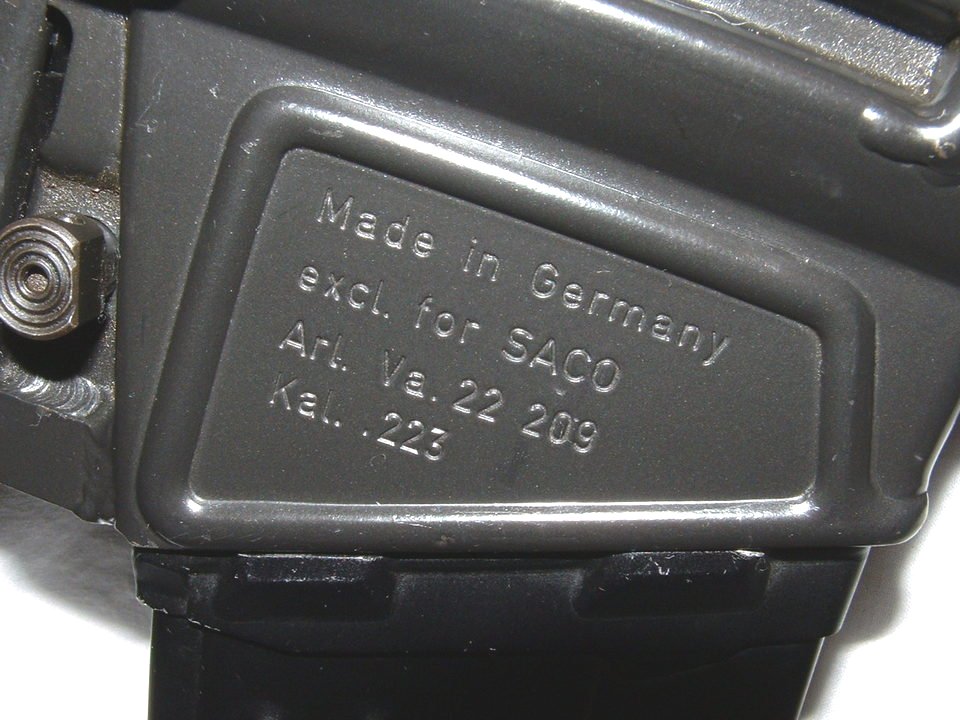 Made in Germany
excl. for SACO
Art. Va. 22 209
Kal. .223